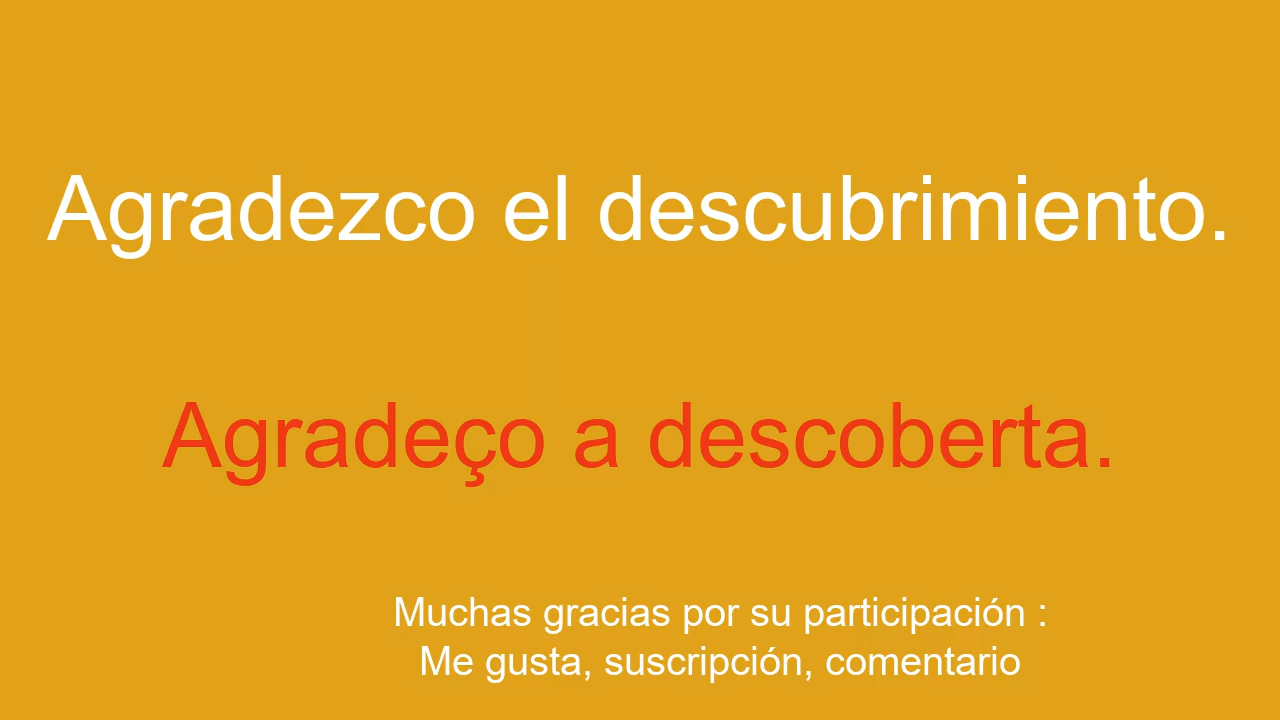 Agradezco el descubrimiento.
Agradeço a descoberta.
Muchas gracias por su participación :
Me gusta, suscripción, comentario